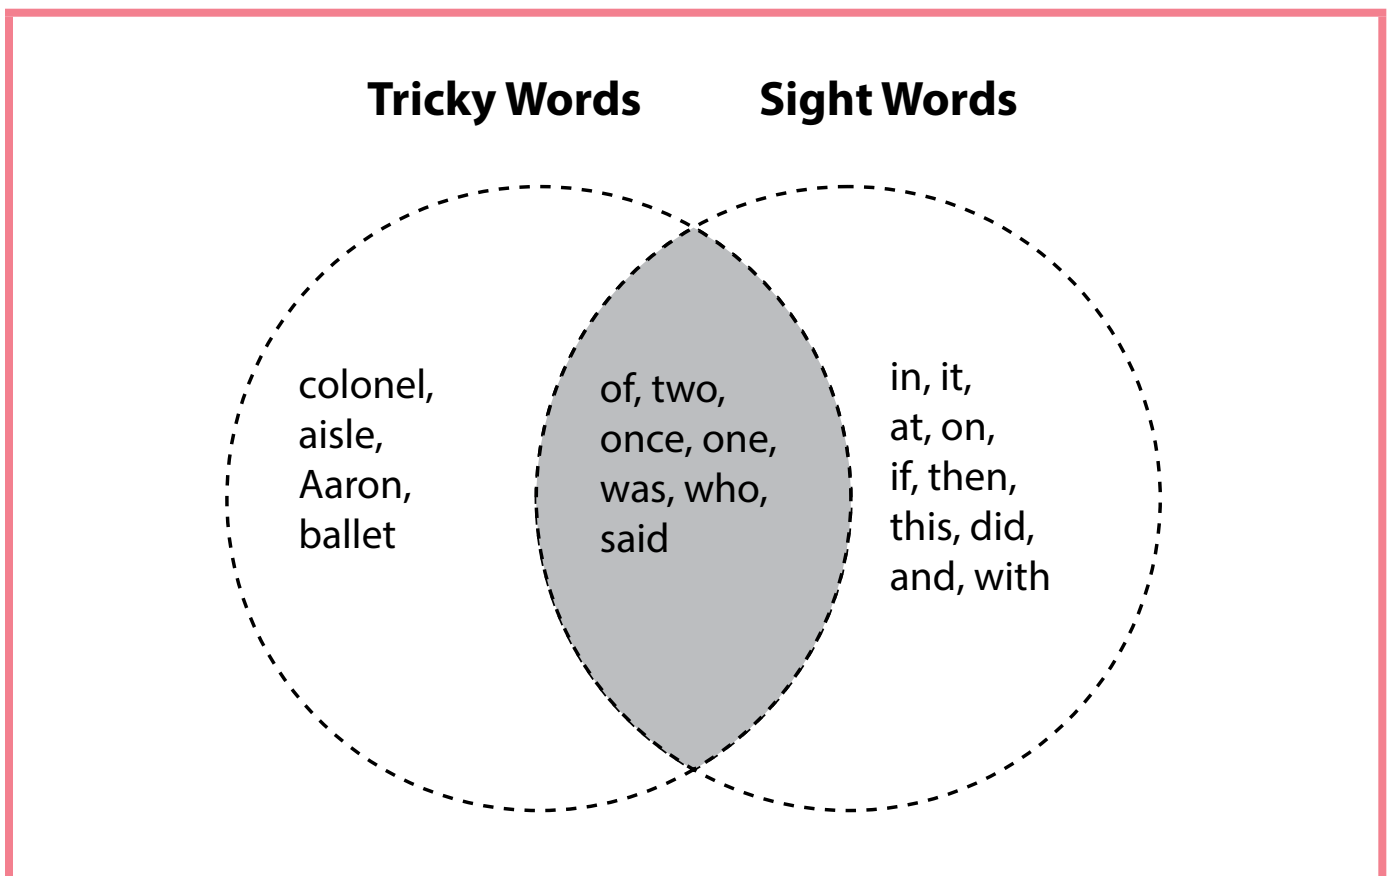 Tricky Words
Sight Words
colonel,
aisle,
Aaron,
ballet
of, two,
once, one,
was, who,
said
in, it,
at, on,
if, then,
this, did,
and, with